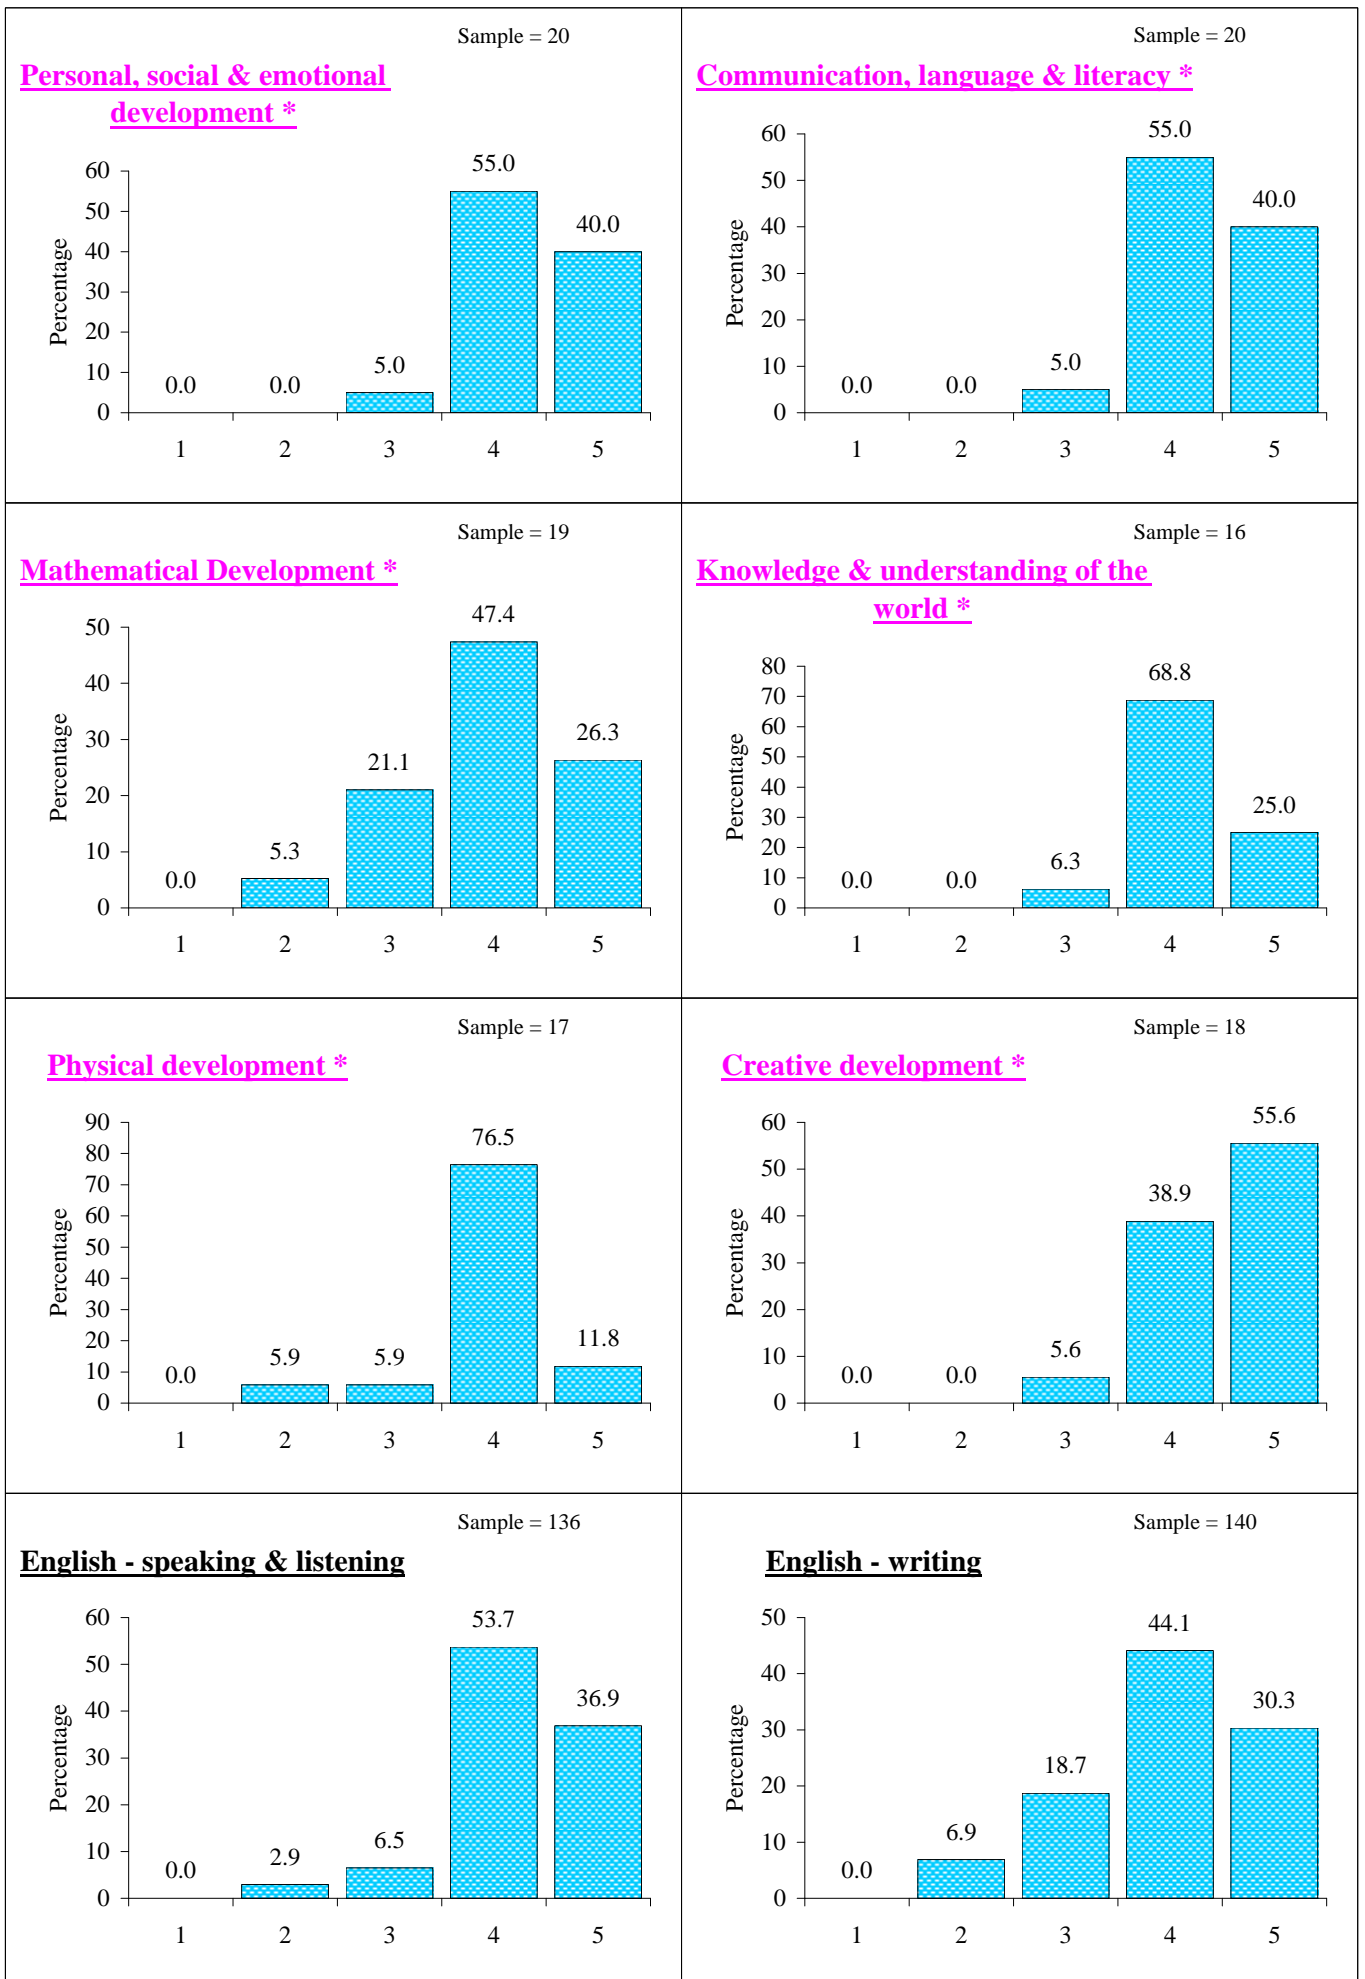 Sample = 20
Personal, social & emotional
development *
60
50
40
30
20
10
0
Percentage
0.0
0.0
5.0
55.0
40.0
1 2 3 4 5
Sample = 20
Communication, language & literacy *
60
50
40
30
20
10
0
Percentage
0.0
0.0
5.0
55.0
40.0
1 2 3 4 5
Sample = 19
Mathematical Development *
50
40
30
20
10
0
Percentage
0.0
5.3
21.1
47.4
26.3
1 2 3 4 5
Sample = 16
Knowledge & understanding of the
world *
80
70
60
50
40
30
20
10
0
Percentage
0.0
0.0
6.3
68.8
25.0
1 2 3 4 5
Sample = 17
Physical development *
90
80
70
60
50
40
30
20
10
0
Percentage
0.0
5.9
5.9
76.5
11.8
1 2 3 4 5
Sample = 18
Creative development *
60
50
40
30
20
10
0
Percentage
0.0
0.0
5.6
38.9
55.6
1 2 3 4 5
Sample = 136
English - speaking & listening
60
50
40
30
20
10
0
Percentage
0.0
2.9
6.5
53.7
36.9
1 2 3 4 5
Sample = 140
English - writing
50
40
30
20
10
0
Percentage
0.0
6.9
18.7
44.1
30.3
1 2 3 4 5